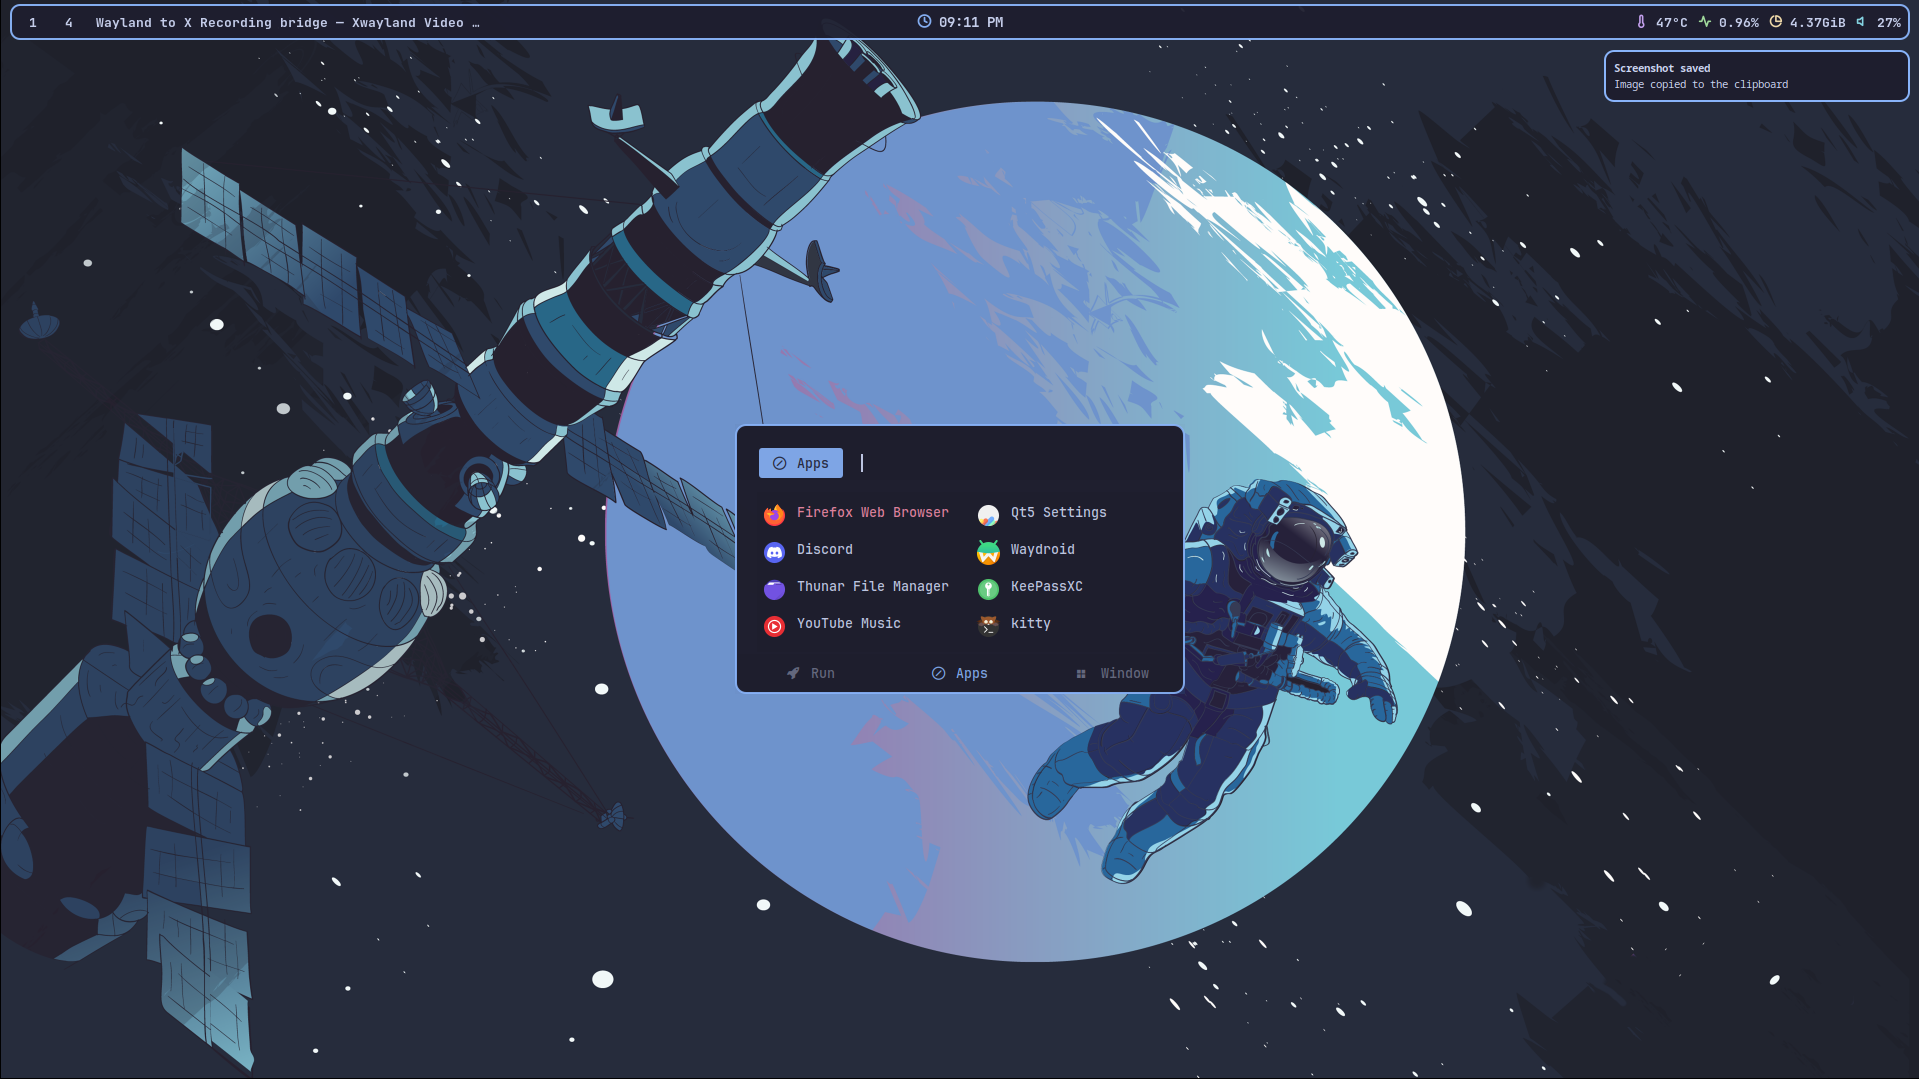 1 4 Wayland to X Recording bridge — Xwayland Video …
09:11 PM
47°C 0.96% 4.37GiB 27%
Screenshot saved
Image copied to the clipboard
Apps
Firefox Web Browser
Qt5 Settings
Discord
Waydroid
Thunar File Manager
KeePassXC
YouTube Music
kitty
Run
Apps
Window